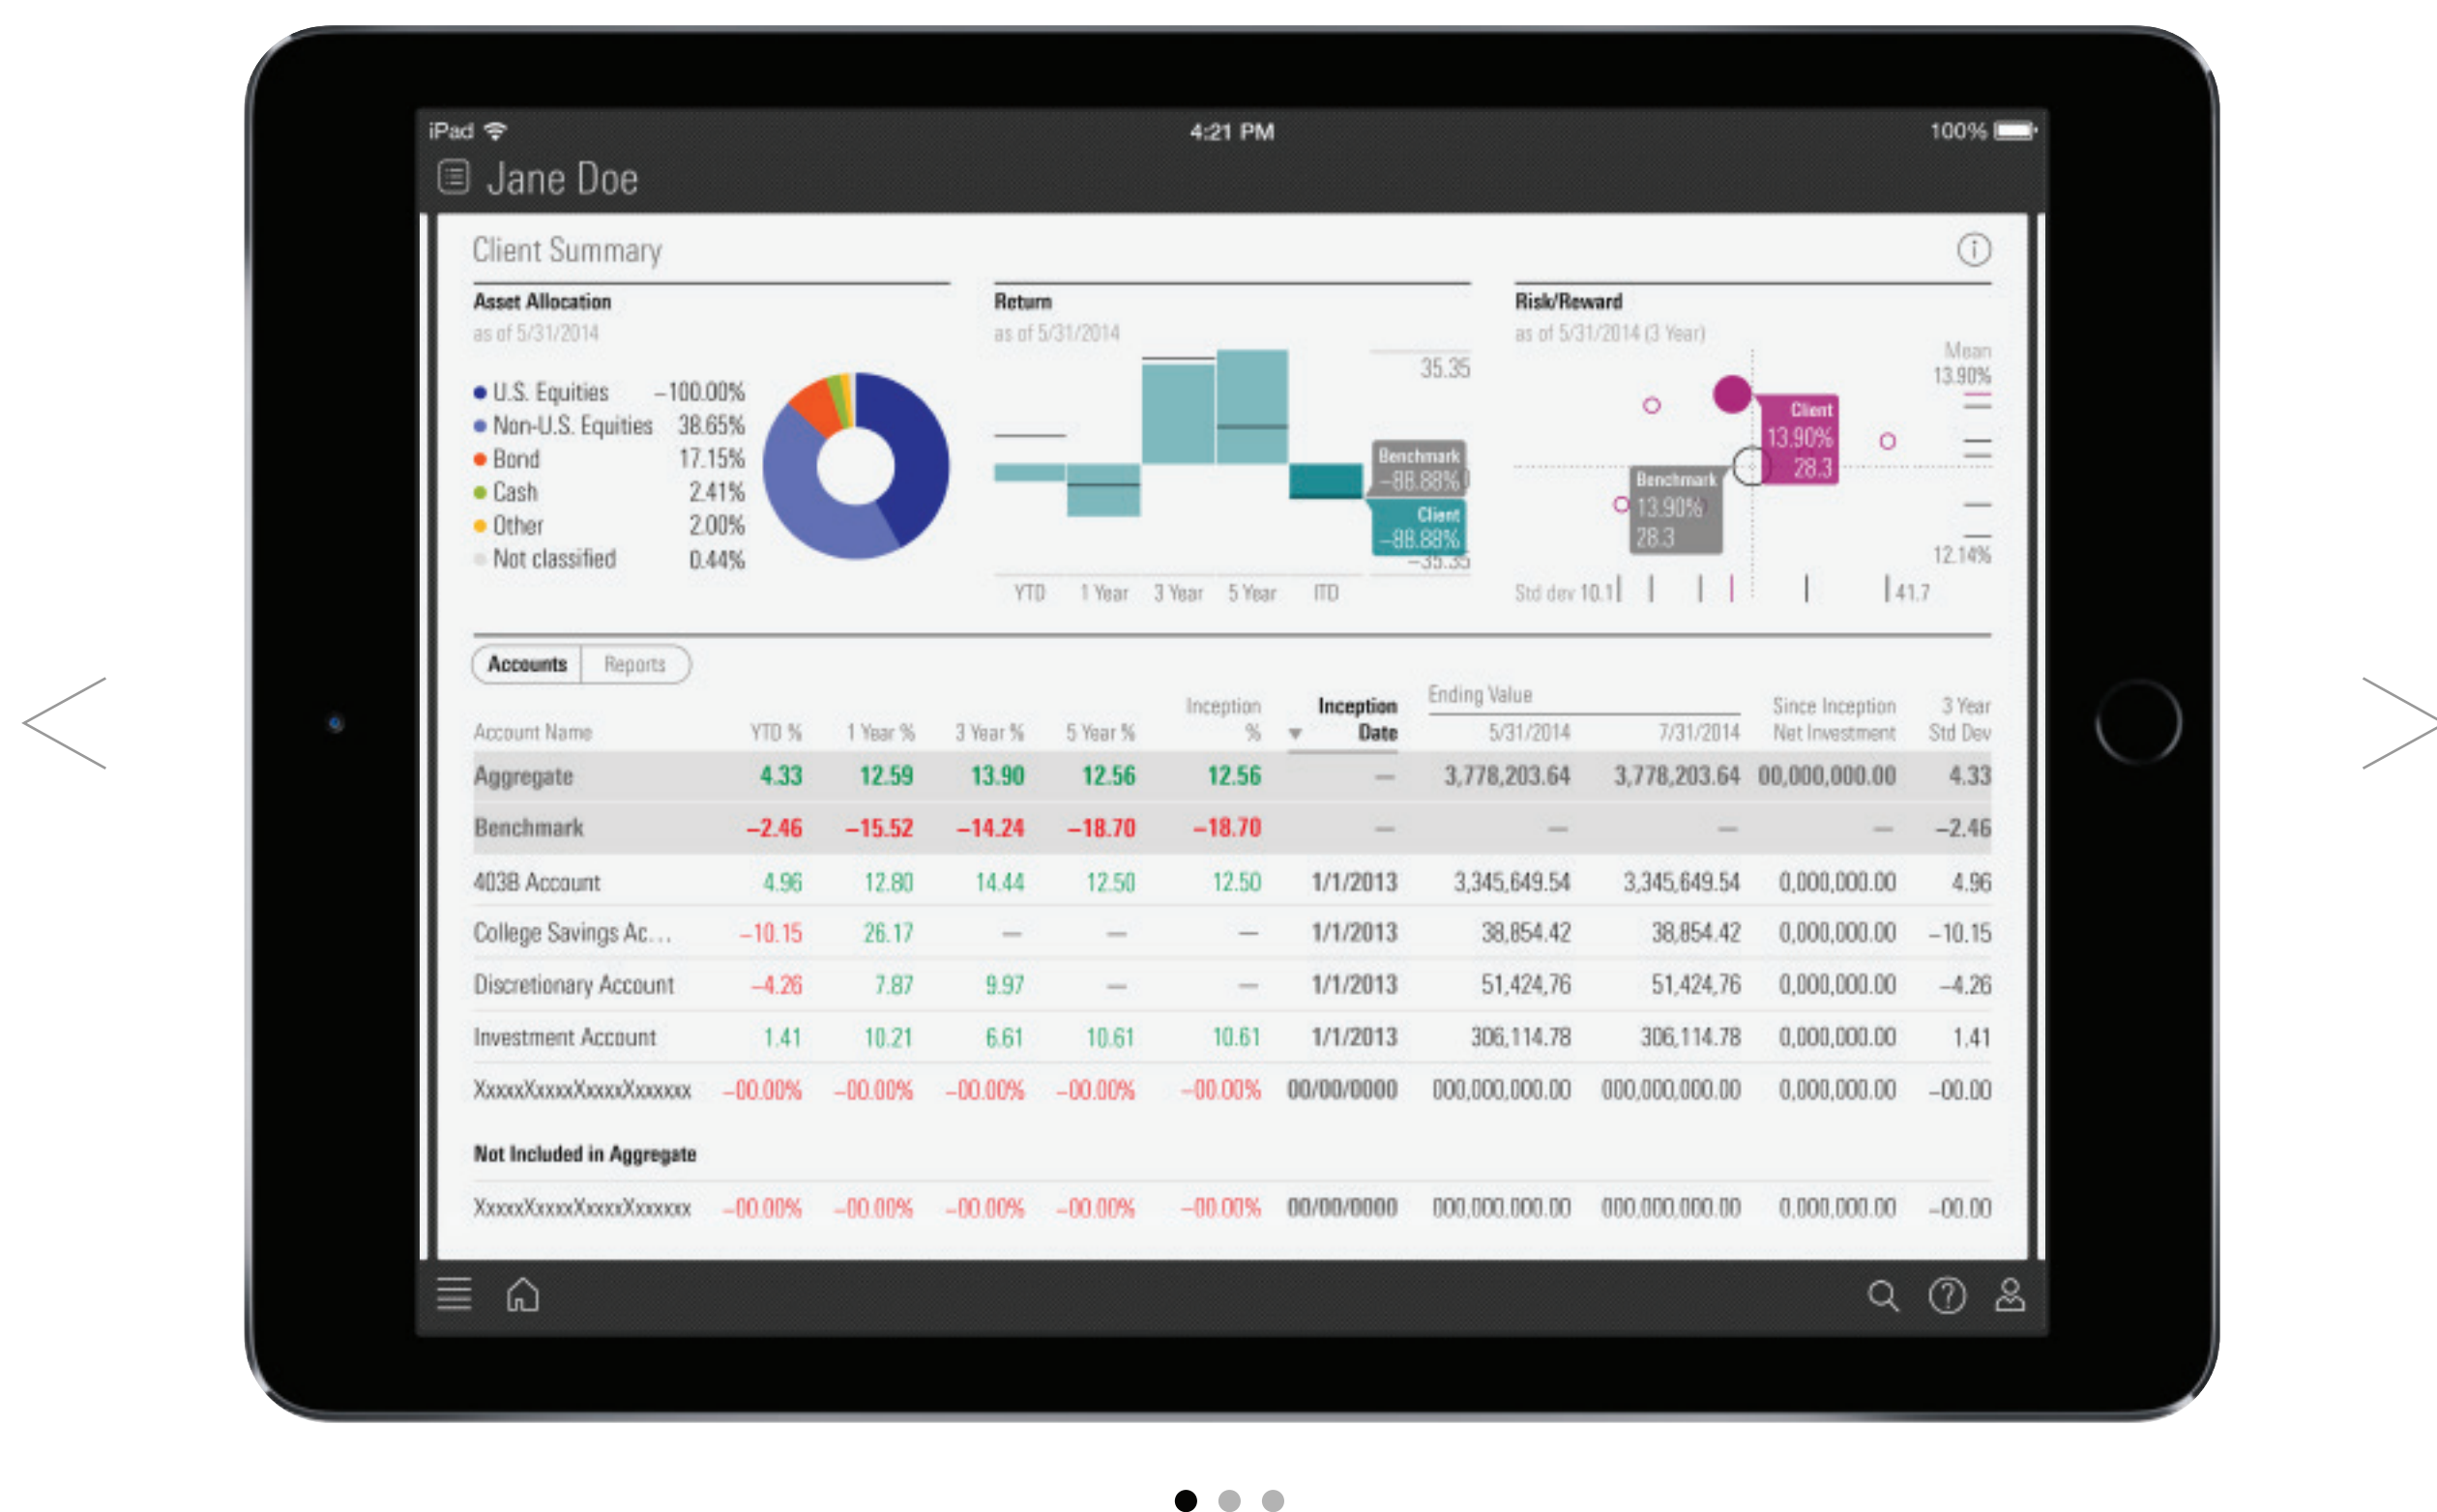 iPad 4:21 PM 100%
Jane Doe
Client Summary
Asset Allocation
as of 5/31/2014
U.S. Equities –100.00%
Non-U.S. Equities 38.65%
Bond 17.15%
Cash 2.41%
Other 2.00%
Not classified 0.44%
Return
as of 5/31/2014
35.35
Benchmark
–88.88%
Client
–88.88%
–35.35
YTD 1 Year 3 Year 5 Year ITD
Risk/Reward
as of 5/31/2014 (3 Year)
Mean
13.90%
Client
13.90%
28.3
Benchmark
13.90%
28.3
12.14%
Std dev 10.1 41.7
Accounts Reports
Account Name YTD % 1 Year % 3 Year % 5 Year % Inception % Inception Date Ending Value 5/31/2014 7/31/2014 Since Inception Net Investment 3 Year Std Dev
Aggregate 4.33 12.59 13.90 12.56 12.56 — 3,778,203.64 3,778,203.64 00,000,000.00 4.33
Benchmark –2.46 –15.52 –14.24 –18.70 –18.70 — — — — –2.46
403B Account 4.96 12.80 14.44 12.50 12.50 1/1/2013 3,345,649.54 3,345,649.54 0,000,000.00 4.96
College Savings Ac... –10.15 26.17 — — — 1/1/2013 38,854.42 38,854.42 0,000,000.00 –10.15
Discretionary Account –4.26 7.87 9.97 — — 1/1/2013 51,424,76 51,424,76 0,000,000.00 –4.26
Investment Account 1.41 10.21 6.61 10.61 10.61 1/1/2013 306,114.78 306,114.78 0,000,000.00 1.41
XxxxxXxxxxXxxxxXxxxxxx –00.00% –00.00% –00.00% –00.00% –00.00% 00/00/0000 000,000,000.00 000,000,000.00 0,000,000.00 –00.00
Not Included in Aggregate
XxxxxXxxxxXxxxxXxxxxxx –00.00% –00.00% –00.00% –00.00% –00.00% 00/00/0000 000,000,000.00 000,000,000.00 0,000,000.00 –00.00